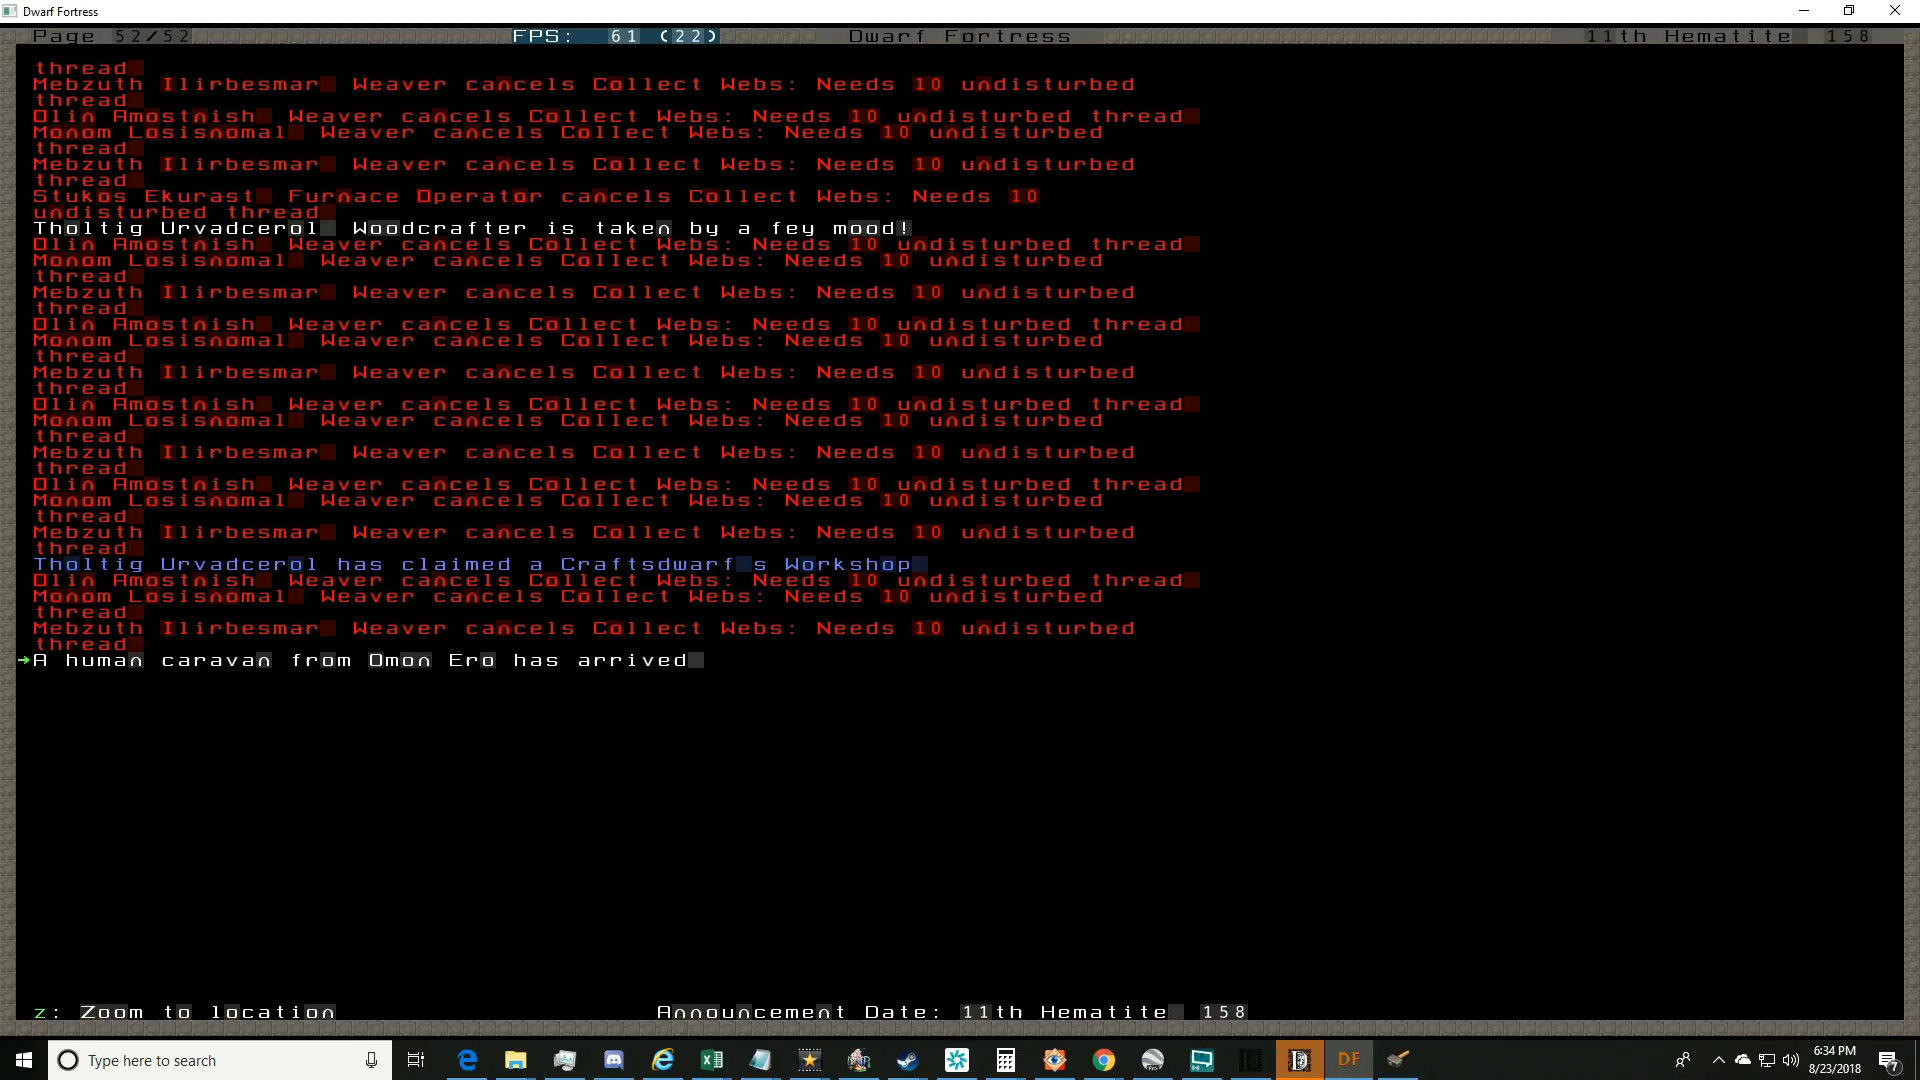 Dwarf Fortress
Page 52/52 FPS: 61 (22) Dwarf Fortress 11th Hematite 158
thread
Mebzuth Ilirbesmar Weaver cancels Collect Webs: Needs 10 undisturbed
thread
Olin Amostnish Weaver cancels Collect Webs: Needs 10 undisturbed thread
Monom Losisnomal Weaver cancels Collect Webs: Needs 10 undisturbed
thread
Mebzuth Ilirbesmar Weaver cancels Collect Webs: Needs 10 undisturbed
thread
Stukos Ekurast Furnace Operator cancels Collect Webs: Needs 10
undisturbed thread
Tholtig Urvadcerol Woodcrafter is taken by a fey mood!
Olin Amostnish Weaver cancels Collect Webs: Needs 10 undisturbed thread
Monom Losisnomal Weaver cancels Collect Webs: Needs 10 undisturbed
thread
Mebzuth Ilirbesmar Weaver cancels Collect Webs: Needs 10 undisturbed
thread
Olin Amostnish Weaver cancels Collect Webs: Needs 10 undisturbed thread
Monom Losisnomal Weaver cancels Collect Webs: Needs 10 undisturbed
thread
Mebzuth Ilirbesmar Weaver cancels Collect Webs: Needs 10 undisturbed
thread
Olin Amostnish Weaver cancels Collect Webs: Needs 10 undisturbed thread
Monom Losisnomal Weaver cancels Collect Webs: Needs 10 undisturbed
thread
Mebzuth Ilirbesmar Weaver cancels Collect Webs: Needs 10 undisturbed
thread
Olin Amostnish Weaver cancels Collect Webs: Needs 10 undisturbed thread
Monom Losisnomal Weaver cancels Collect Webs: Needs 10 undisturbed
thread
Mebzuth Ilirbesmar Weaver cancels Collect Webs: Needs 10 undisturbed
thread
Tholtig Urvadcerol has claimed a Craftsdwarf s Workshop
Olin Amostnish Weaver cancels Collect Webs: Needs 10 undisturbed thread
Monom Losisnomal Weaver cancels Collect Webs: Needs 10 undisturbed
thread
Mebzuth Ilirbesmar Weaver cancels Collect Webs: Needs 10 undisturbed
thread
→A human caravan from Omon Ero has arrived
z: Zoom to location Announcement Date: 11th Hematite 158
Type here to search
DF
6:34 PM
8/23/2018
7